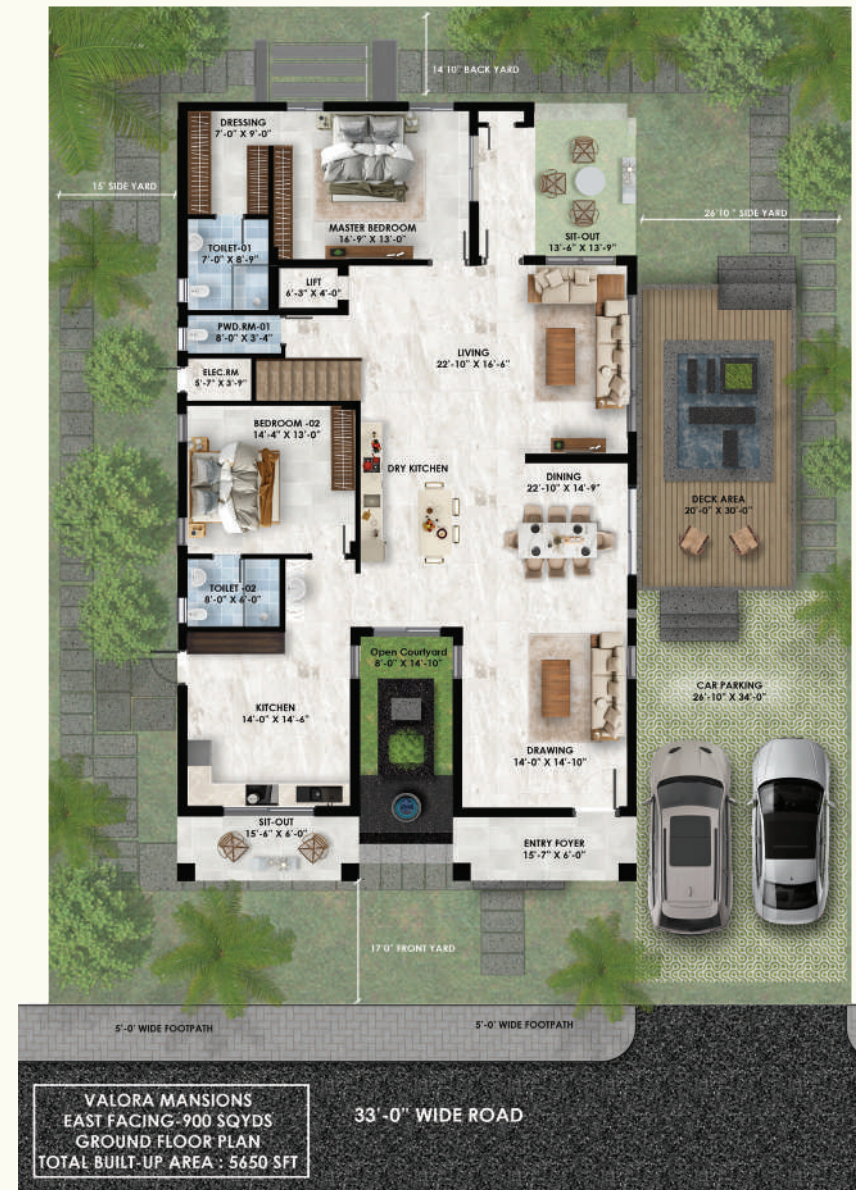 14'10" BACK YARD
DRESSING
7'-0" X 9'-0"
15' SIDE YARD
MASTER BEDROOM
16'-9" X 13'-0"
26'10" SIDE YARD
SIT-OUT
13'-6" X 13'-9"
TOILET-01
7'-0" X 8'-9"
LIFT
6'-3" X 4'-0"
PWD.RM-01
8'-0" X 3'-4"
LIVING
22'-10" X 16'-6"
ELEC.RM
5'-7" X 3'-9"
BEDROOM -02
14'-4" X 13'-0"
DRY KITCHEN
DINING
22'-10" X 14'-9"
DECK AREA
20'-0" X 30'-0"
TOILET -02
8'-0" X 6'-0"
Open Courtyard
8'-0" X 14'-10"
CAR PARKING
26'-10" X 34'-0"
KITCHEN
14'-0" X 14'-6"
DRAWING
14'-0" X 14'-10"
SIT-OUT
15'-6" X 6'-0"
ENTRY FOYER
15'-7" X 6'-0"
17'0" FRONT YARD
5'-0' WIDE FOOTPATH
5'-0' WIDE FOOTPATH
VALORA MANSIONS
EAST FACING-900 SQYDS
GROUND FLOOR PLAN
TOTAL BUILT-UP AREA : 5650 SFT
33'-0" WIDE ROAD